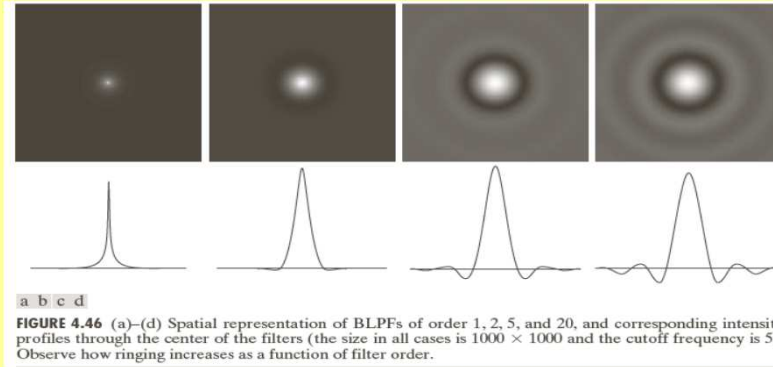 a b c d
FIGURE 4.46 (a)–(d) Spatial representation of BLPFs of order 1, 2, 5, and 20, and corresponding
profiles through the center of the filters (the size in all cases is 1000 × 1000 and the cutoff frequency is
Observe how ringing increases as a function of filter order.